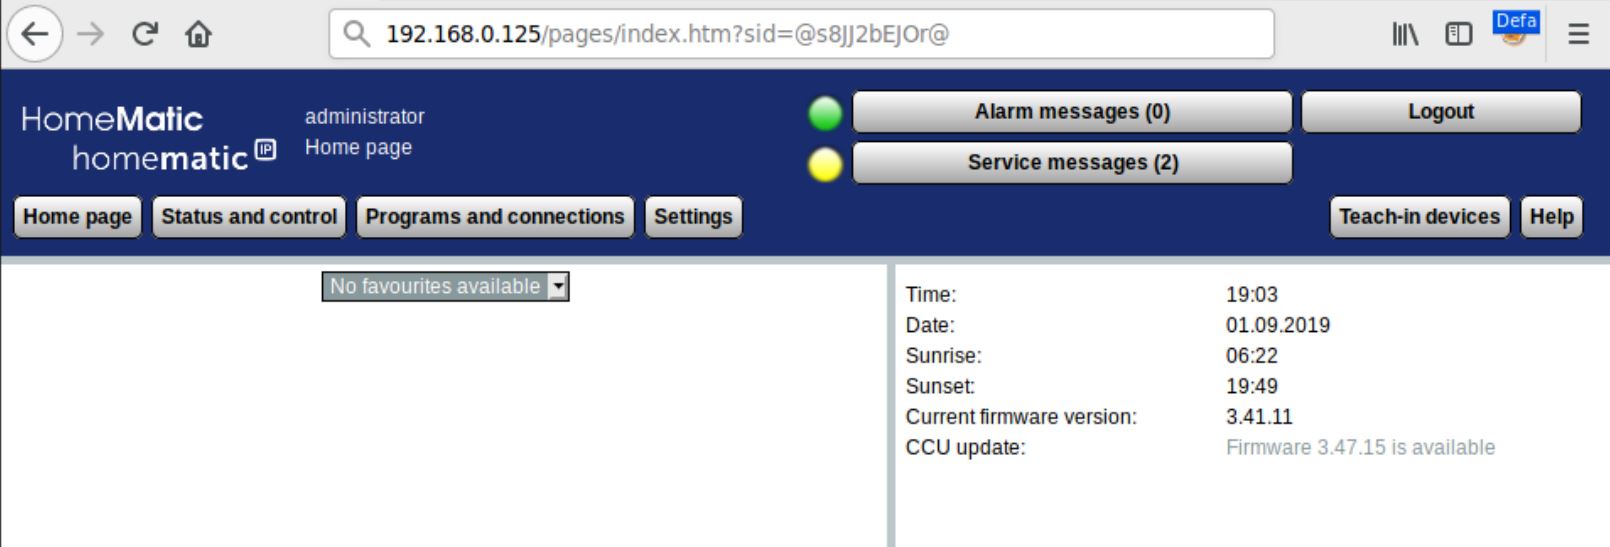 192.168.0.125/pages/index.htm?sid=@s8JJ2bEJOr@
Defa
HomeMatic
homematic IP
administrator
Home page
Alarm messages (0)
Logout
Service messages (2)
Home page
Status and control
Programs and connections
Settings
Teach-in devices
Help
No favourites available
Time: 19:03
Date: 01.09.2019
Sunrise: 06:22
Sunset: 19:49
Current firmware version: 3.41.11
CCU update: Firmware 3.47.15 is available